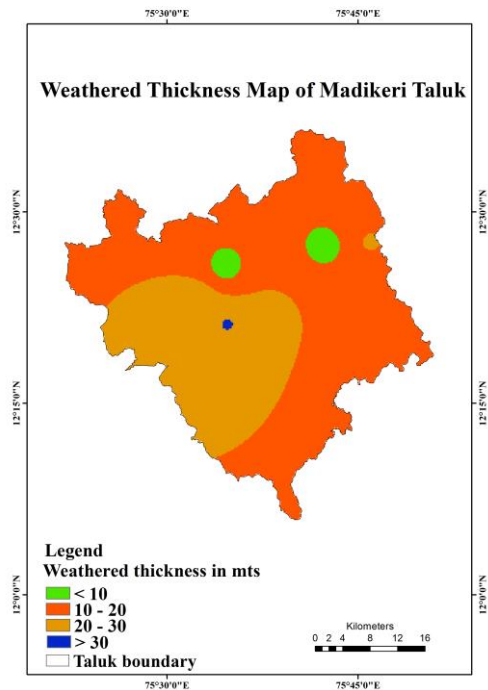 75°30'0"E 75°45'0"E
Weathered Thickness Map of Madikeri Taluk
12°30'0"N 12°30'0"N
12°15'0"N 12°15'0"N
12°0'0"N 12°0'0"N
Legend
Weathered thickness in mts
< 10
10 - 20
20 - 30
> 30
Taluk boundary
Kilometers
0 2 4 8 12 16
75°30'0"E 75°45'0"E